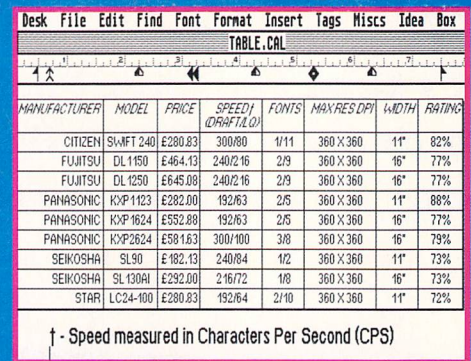 Desk File Edit Find Font Format Insert Tags Miscs Idea Box
TABLE.CAL
1 2 3 4 5 6 7
MANUFACTURER MODEL PRICE SPEED† (DRAFT/LQ) FONTS MAX RES DPI WIDTH RATING
CITIZEN SWIFT 240 £280.83 300/80 1/11 360 X 360 11" 82%
FUJITSU DL1150 £464.13 240/216 2/9 360 X 360 16" 77%
FUJITSU DL1250 £645.08 240/216 2/9 360 X 360 16" 77%
PANASONIC KXP1123 £282.00 192/63 2/5 360 X 360 11" 88%
PANASONIC KXP1624 £552.88 192/63 2/5 360 X 360 16" 77%
PANASONIC KXP2624 £581.63 300/100 3/8 360 X 360 16" 79%
SEIKOSHA SL90 £182.13 240/84 1/2 360 X 360 11" 73%
SEIKOSHA SL130AI £292.00 216/72 1/8 360 X 360 16" 73%
STAR LC24-100 £280.83 192/64 2/10 360 X 360 11" 72%
† - Speed measured in Characters Per Second (CPS)